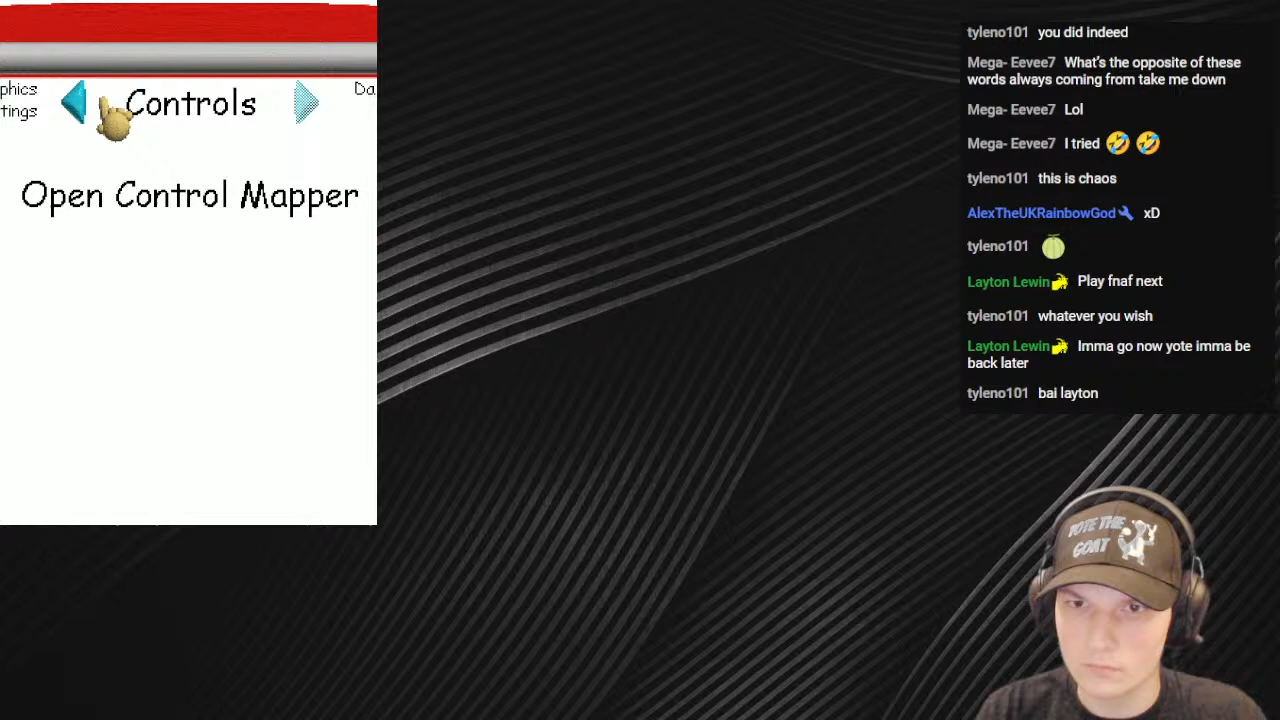 phics
tings
Controls
Da
Open Control Mapper
tyleno101 you did indeed
Mega- Eevee7 What's the opposite of these
words always coming from take me down
Mega- Eevee7 Lol
Mega- Eevee7 I tried 🤣 🤣
tyleno101 this is chaos
AlexTheUKRainbowGod xD
tyleno101
Layton Lewin Play fnaf next
tyleno101 whatever you wish
Layton Lewin Imma go now yote imma be
back later
tyleno101 bai layton
YOTE THE
GOAT